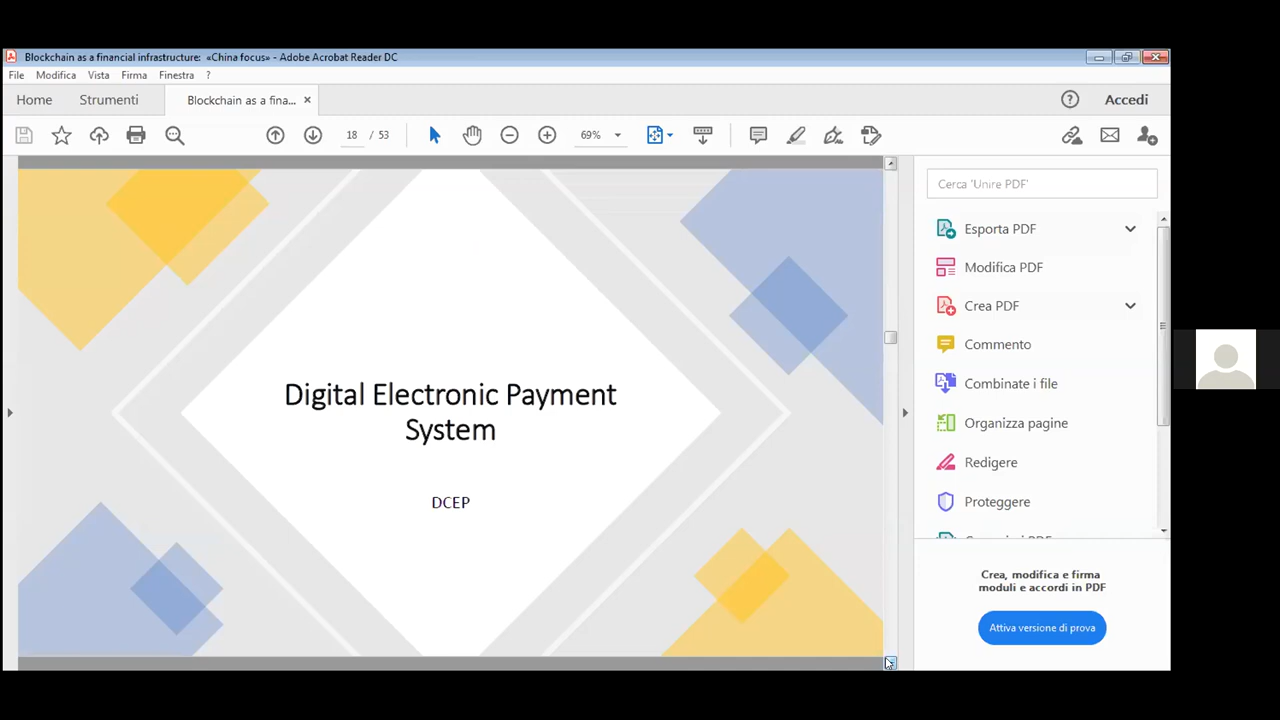 Blockchain as a financial infrastructure: «China focus» - Adobe Acrobat Reader DC
File Modifica Vista Firma Finestra ?
Home Strumenti Blockchain as a fina... × Accedi
18 / 53 69%
Cerca 'Unire PDF'
Esporta PDF
Modifica PDF
Crea PDF
Commento
Combinate i file
Organizza pagine
Redigere
Proteggere
Digital Electronic Payment
System
DCEP
Crea, modifica e firma
moduli e accordi in PDF
Attiva versione di prova